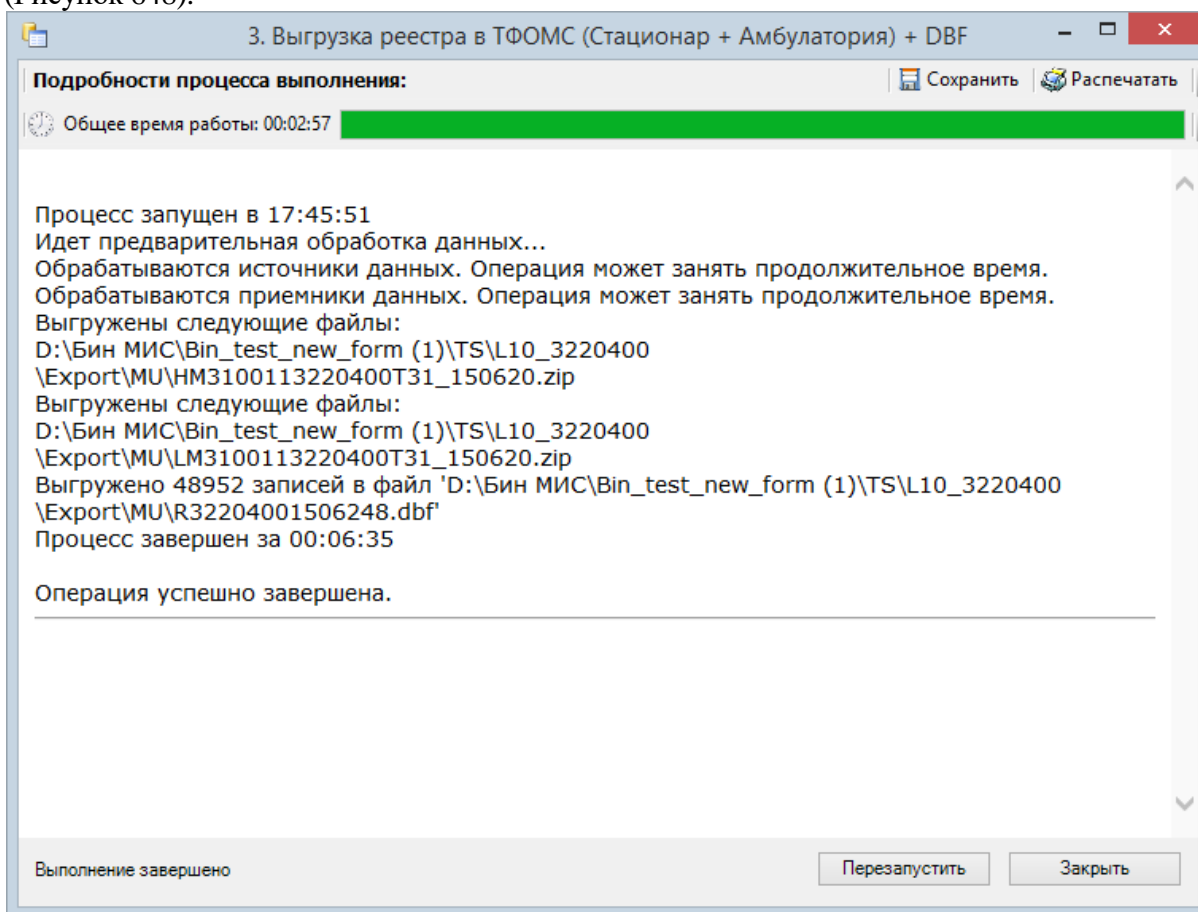 (Рисунок 648).
3. Выгрузка реестра в ТФОМС (Стационар + Амбулатория) + DBF
Подробности процесса выполнения:
Сохранить
Распечатать
Общее время работы: 00:02:57
Процесс запущен в 17:45:51
Идет предварительная обработка данных...
Обрабатываются источники данных. Операция может занять продолжительное время.
Обрабатываются приемники данных. Операция может занять продолжительное время.
Выгружены следующие файлы:
D:\Бин МИС\Bin_test_new_form (1)\TS\L10_3220400
\Export\MU\HM3100113220400T31_150620.zip
Выгружены следующие файлы:
D:\Бин МИС\Bin_test_new_form (1)\TS\L10_3220400
\Export\MU\LM3100113220400T31_150620.zip
Выгружено 48952 записей в файл 'D:\Бин МИС\Bin_test_new_form (1)\TS\L10_3220400
\Export\MU\R32204001506248.dbf'
Процесс завершен за 00:06:35
Операция успешно завершена.
Выполнение завершено
Перезапустить
Закрыть